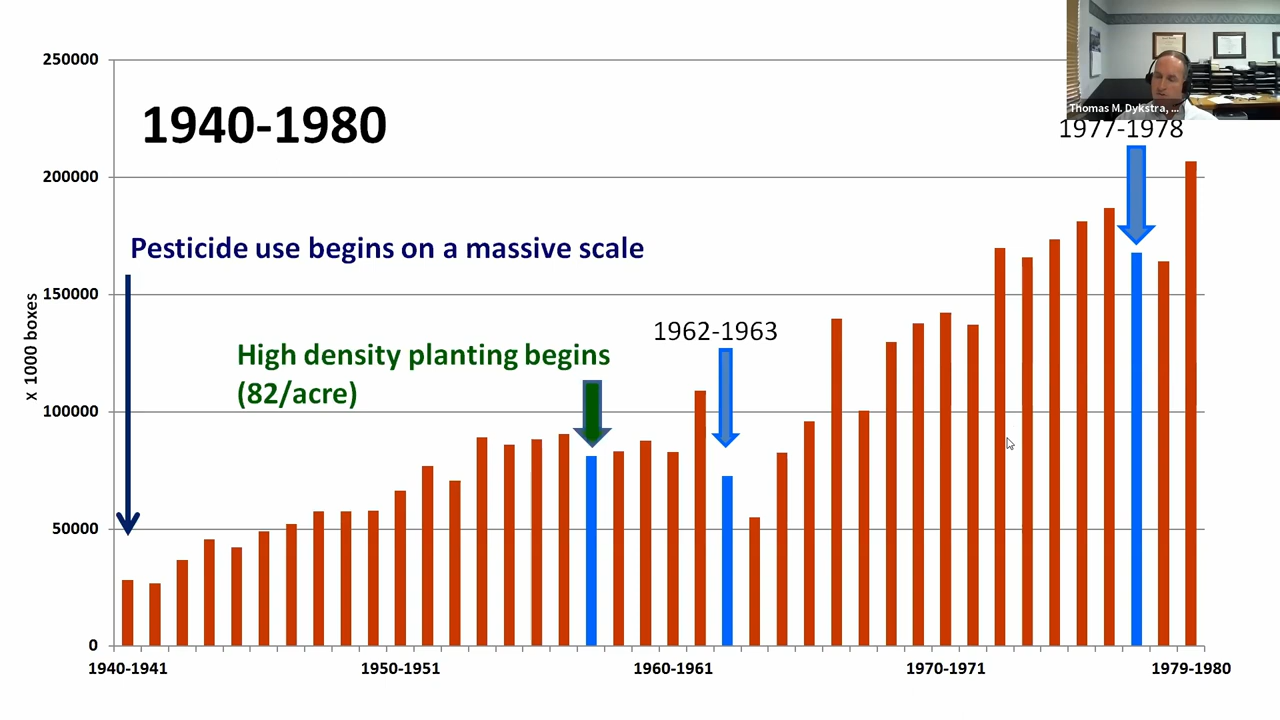 250000
1940-1980
Thomas M. Dykstra, ...
1977-1978
200000
Pesticide use begins on a massive scale
150000
x 1000 boxes
1962-1963
High density planting begins
(82/acre)
100000
50000
0
1940-1941
1950-1951
1960-1961
1970-1971
1979-1980